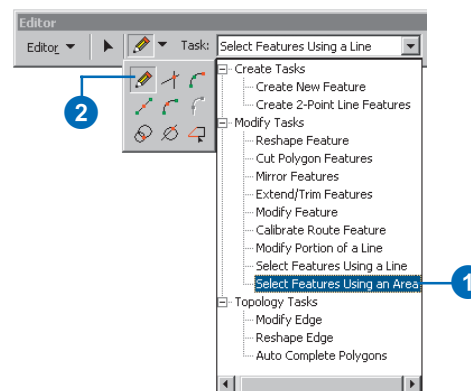 Editor
Editor Task: Select Features Using a Line
2
Create Tasks
Create New Feature
Create 2-Point Line Features
Modify Tasks
Reshape Feature
Cut Polygon Features
Mirror Features
Extend/Trim Features
Modify Feature
Calibrate Route Feature
Modify Portion of a Line
Select Features Using a Line
Select Features Using an Area
1
Topology Tasks
Modify Edge
Reshape Edge
Auto Complete Polygons